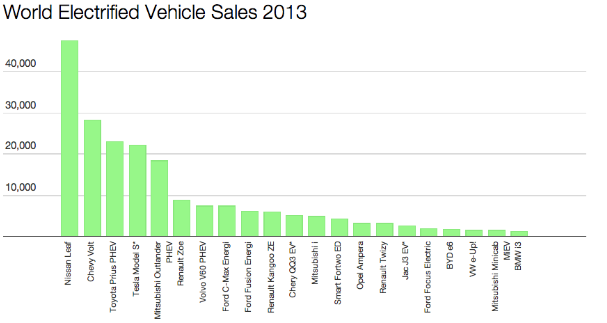 World Electrified Vehicle Sales 2013
40,000
30,000
20,000
10,000
Nissan Leaf
Chevy Volt
Toyota Prius PHEV
Tesla Model S*
Mitsubishi Outlander
PHEV
Renault Zoe
Volvo V60 PHEV
Ford C-Max Energi
Ford Fusion Energi
Renault Kangoo ZE
Chery QQ3 EV*
Mitsubishi i
Smart Fortwo ED
Opel Ampera
Renault Twizy
Jac J3 EV*
Ford Focus Electric
BYD e6
VW e-Up!
Mitsubishi Minicab
MiEV
BMW i3